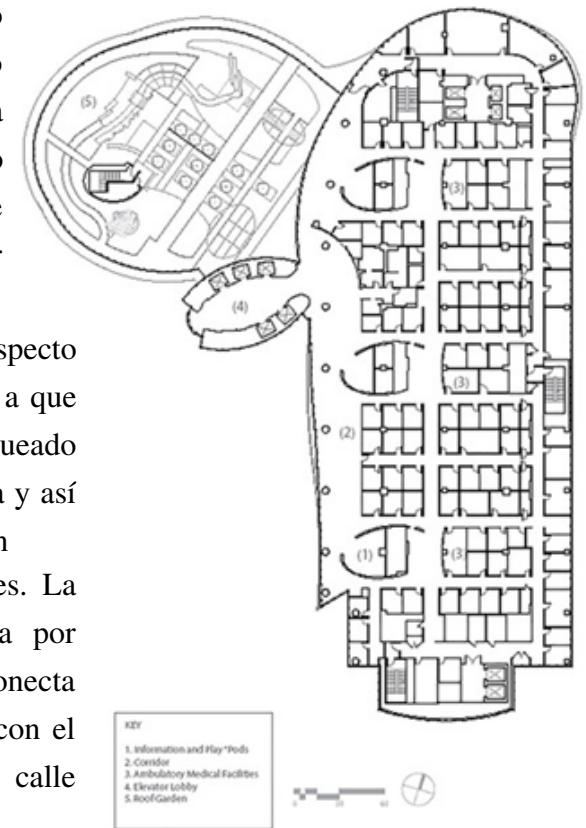 o
o
a
o
e
specto
a que
ueado
a y así
n
es. La
a por
onecta
con el
calle
(5)
(3)
(4)
(3)
(2)
(1)
(3)
KEY
1. Information and Play "Pods
2. Corridor
3. Ambulatory Medical Facilities
4. Elevator Lobby
5. Roof Garden